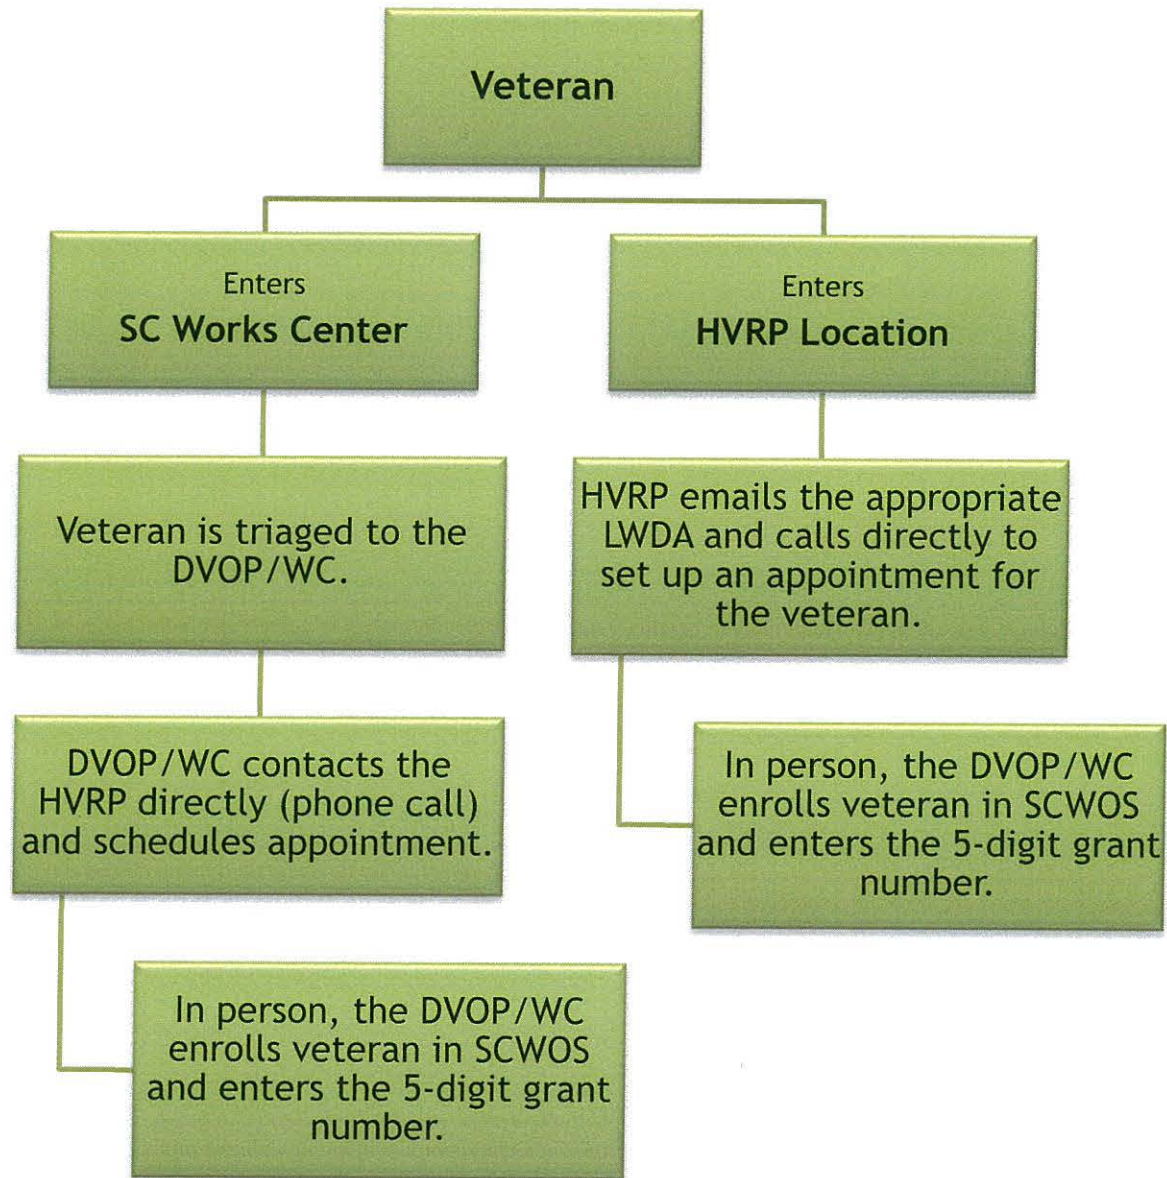 Veteran
Enters
SC Works Center
Enters
HVRP Location
Veteran is triaged to the
DVOP/WC.
HVRP emails the appropriate
LWDA and calls directly to
set up an appointment for
the veteran.
DVOP/WC contacts the
HVRP directly (phone call)
and schedules appointment.
In person, the DVOP/WC
enrolls veteran in SCWOS
and enters the 5-digit grant
number.
In person, the DVOP/WC
enrolls veteran in SCWOS
and enters the 5-digit grant
number.